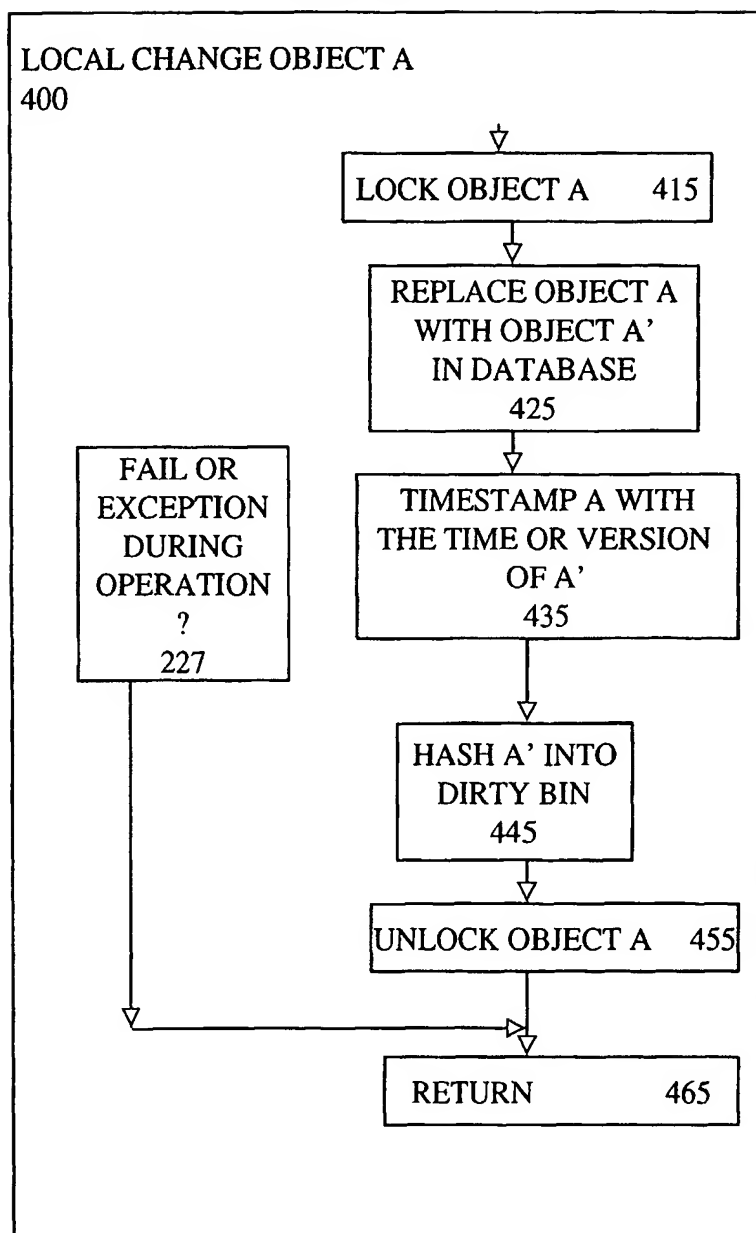 LOCAL CHANGE OBJECT A
400
LOCK OBJECT A 415
REPLACE OBJECT A
WITH OBJECT A'
IN DATABASE
425
FAIL OR
EXCEPTION
DURING
OPERATION
?
227
TIMESTAMP A WITH
THE TIME OR VERSION
OF A'
435
HASH A' INTO
DIRTY BIN
445
UNLOCK OBJECT A 455
RETURN 465